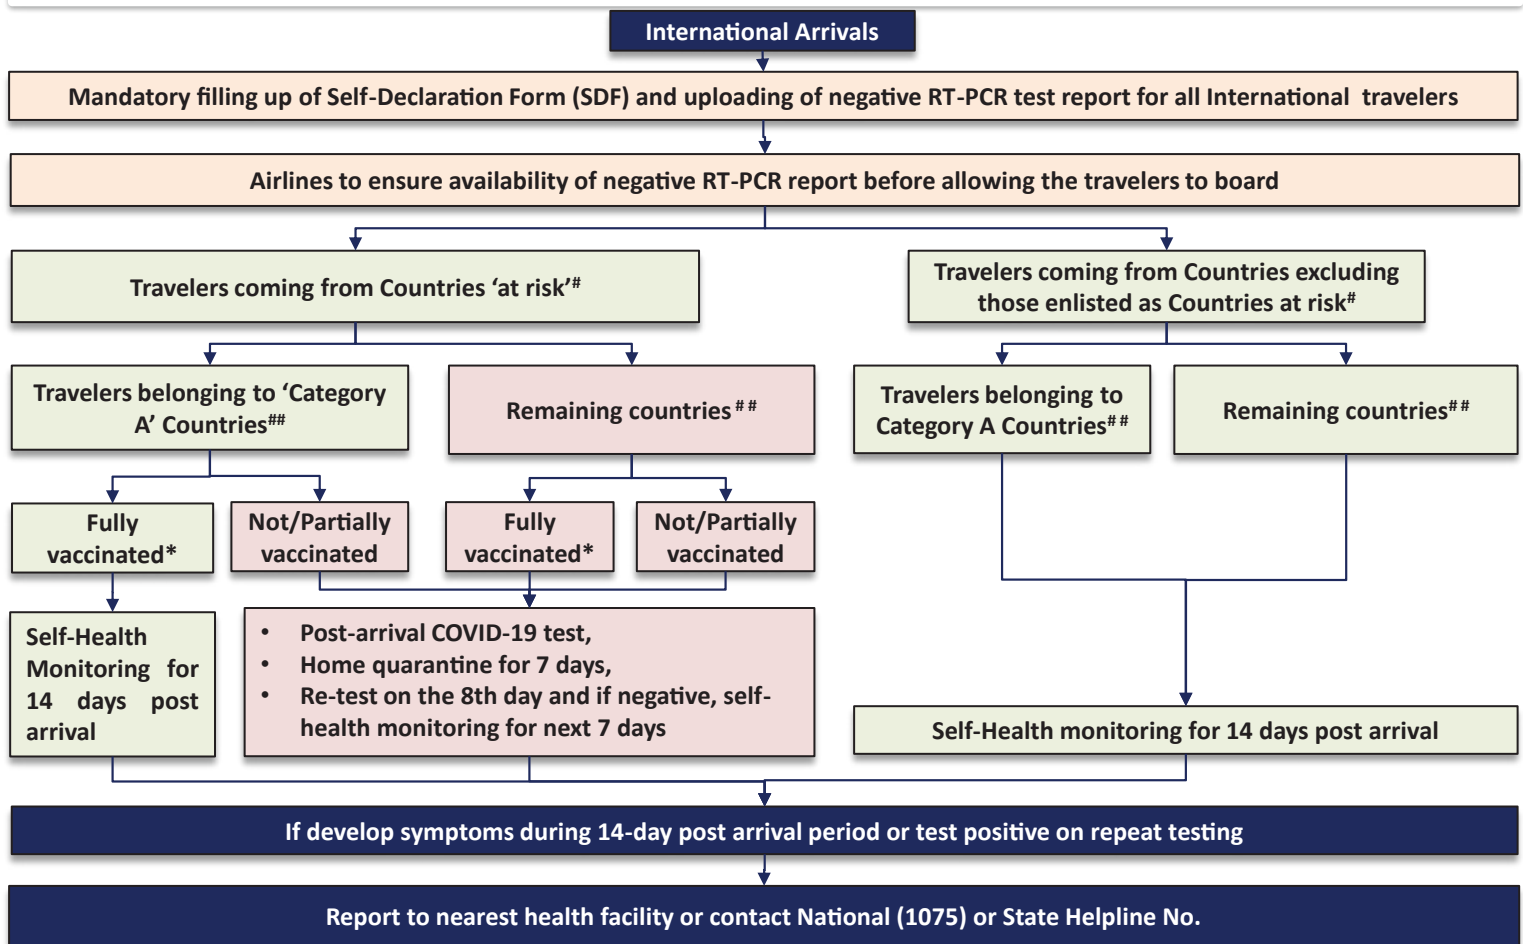 International Arrivals
Mandatory filling up of Self-Declaration Form (SDF) and uploading of negative RT-PCR test report for all International travelers
Airlines to ensure availability of negative RT-PCR report before allowing the travelers to board
Travelers coming from Countries ‘at risk’#
Travelers coming from Countries excluding
those enlisted as Countries at risk#
Travelers belonging to ‘Category
A’ Countries##
Remaining countries##
Travelers belonging to
Category A Countries##
Remaining countries##
Fully
vaccinated*
Not/Partially
vaccinated
Fully
vaccinated*
Not/Partially
vaccinated
Self-Health
Monitoring for
14 days post
arrival
• Post-arrival COVID-19 test,
• Home quarantine for 7 days,
• Re-test on the 8th day and if negative, self-
health monitoring for next 7 days
Self-Health monitoring for 14 days post arrival
If develop symptoms during 14-day post arrival period or test positive on repeat testing
Report to nearest health facility or contact National (1075) or State Helpline No.